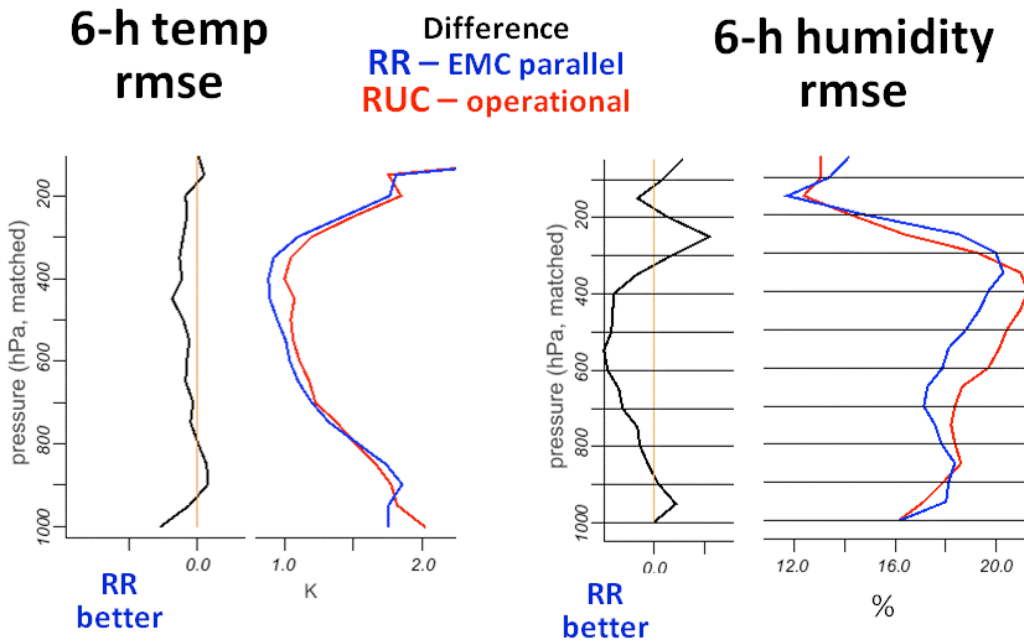 6-h temp
rmse
Difference
RR – EMC parallel
RUC – operational
6-h humidity
rmse
pressure (hPa, matched)
200
400
600
800
1000
0.0
1.0
2.0
K
RR
better
pressure (hPa, matched)
200
400
600
800
1000
0.0
12.0
16.0
20.0
%
RR
better